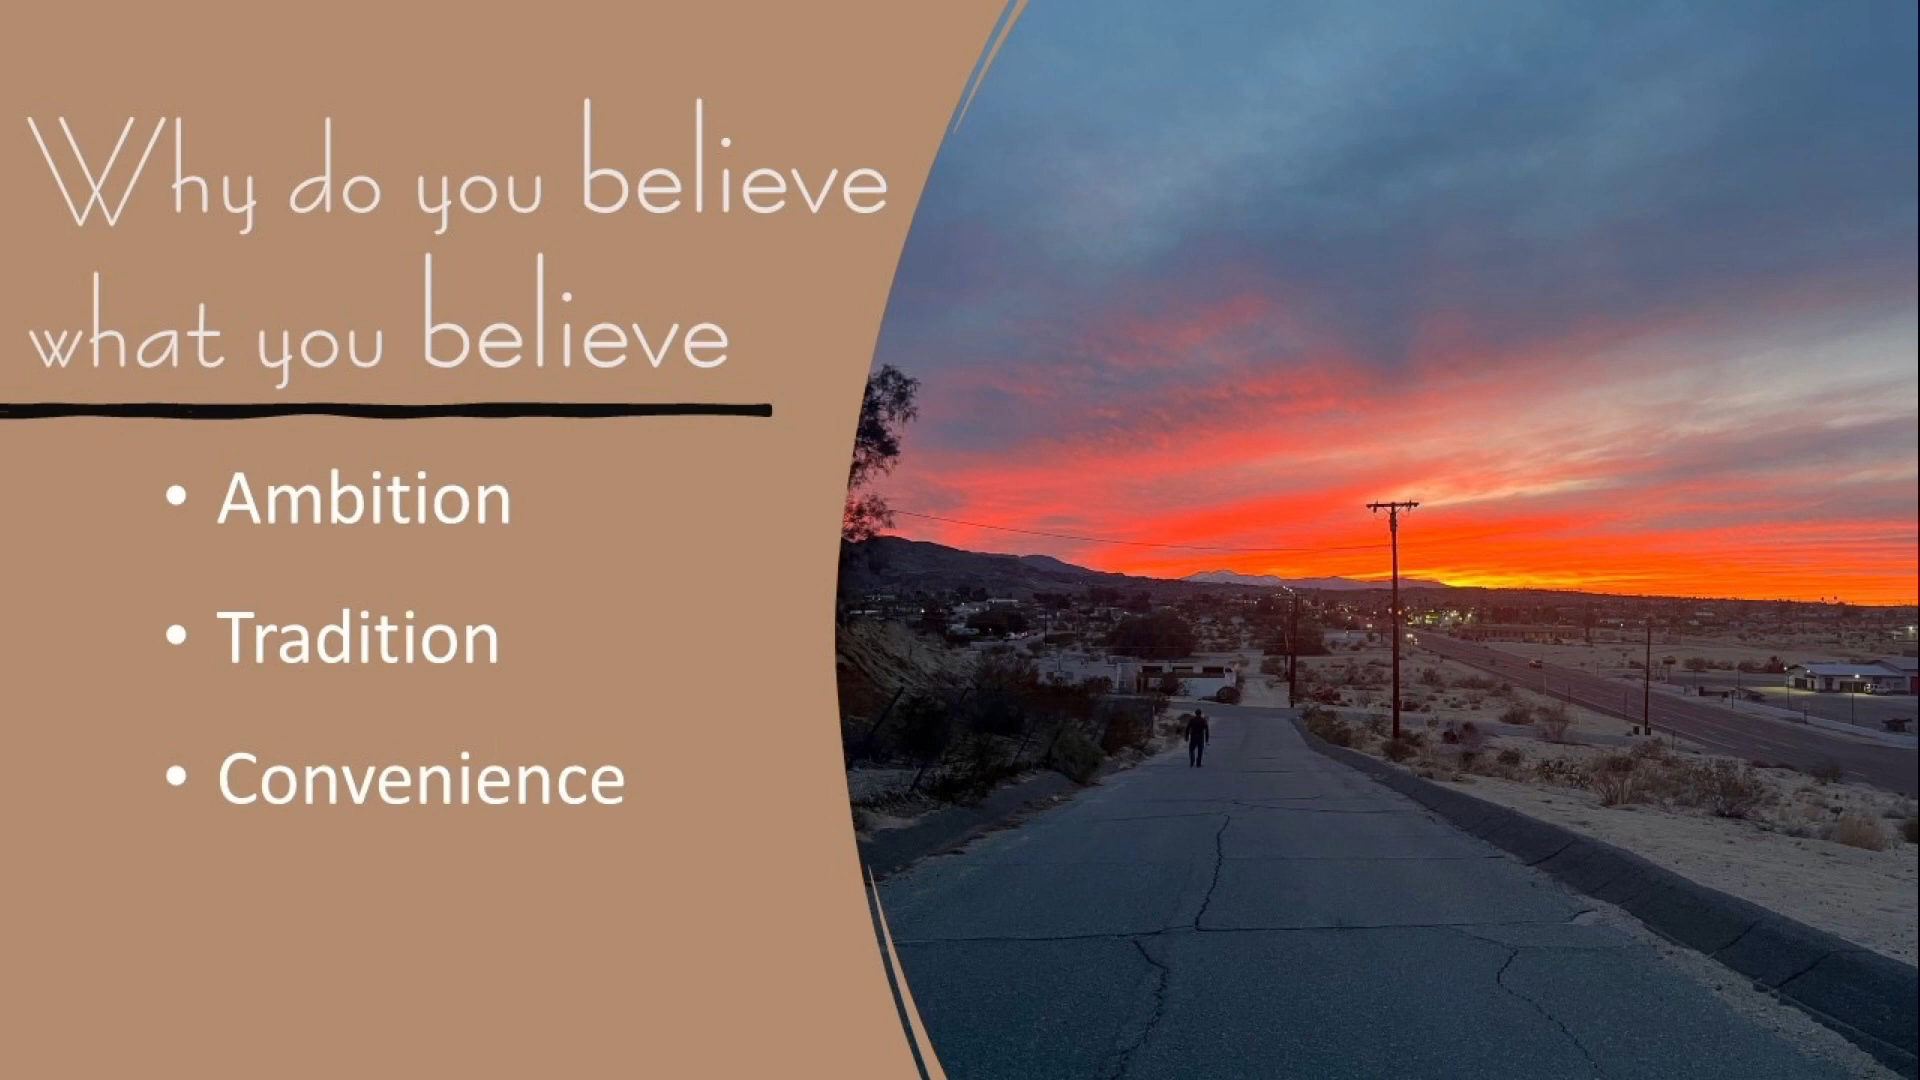 Why do you believe
what you believe
• Ambition
• Tradition
• Convenience